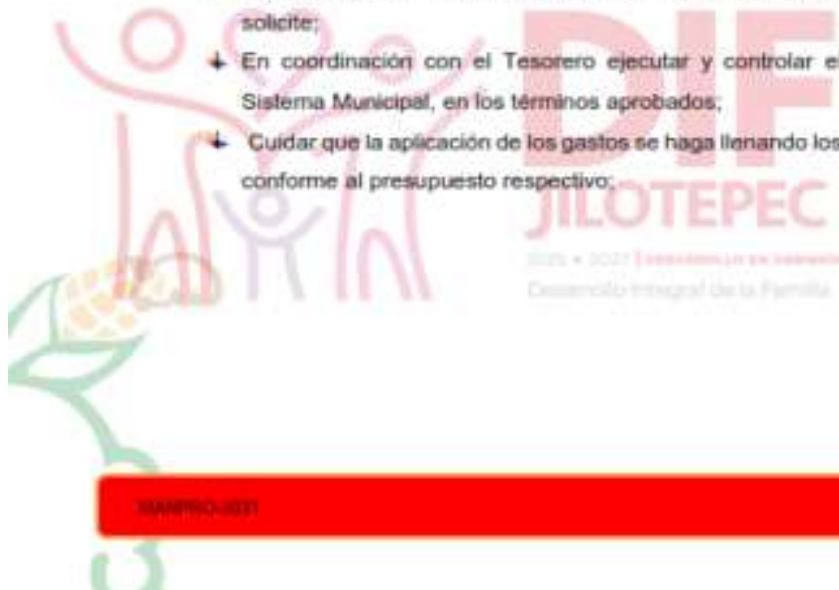 solicite;
En coordinación con el Tesorero ejecutar y controlar el
Sistema Municipal, en los términos aprobados;
Cuidar que la aplicación de los gastos se haga llenando los
conforme al presupuesto respectivo;
DIF
JILOTEPEC
Desarrollo Integral de la Familia